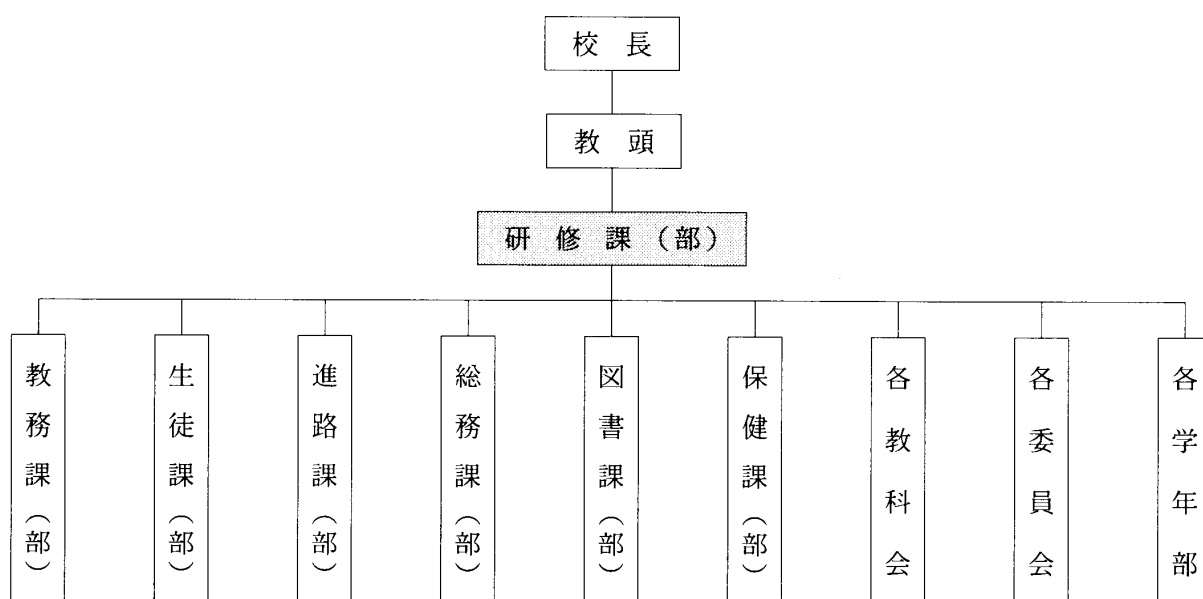 校長
教頭
研修課（部）
教務課（部）
生徒課（部）
進路課（部）
総務課（部）
図書課（部）
保健課（部）
各教科会
各委員会
各学年部